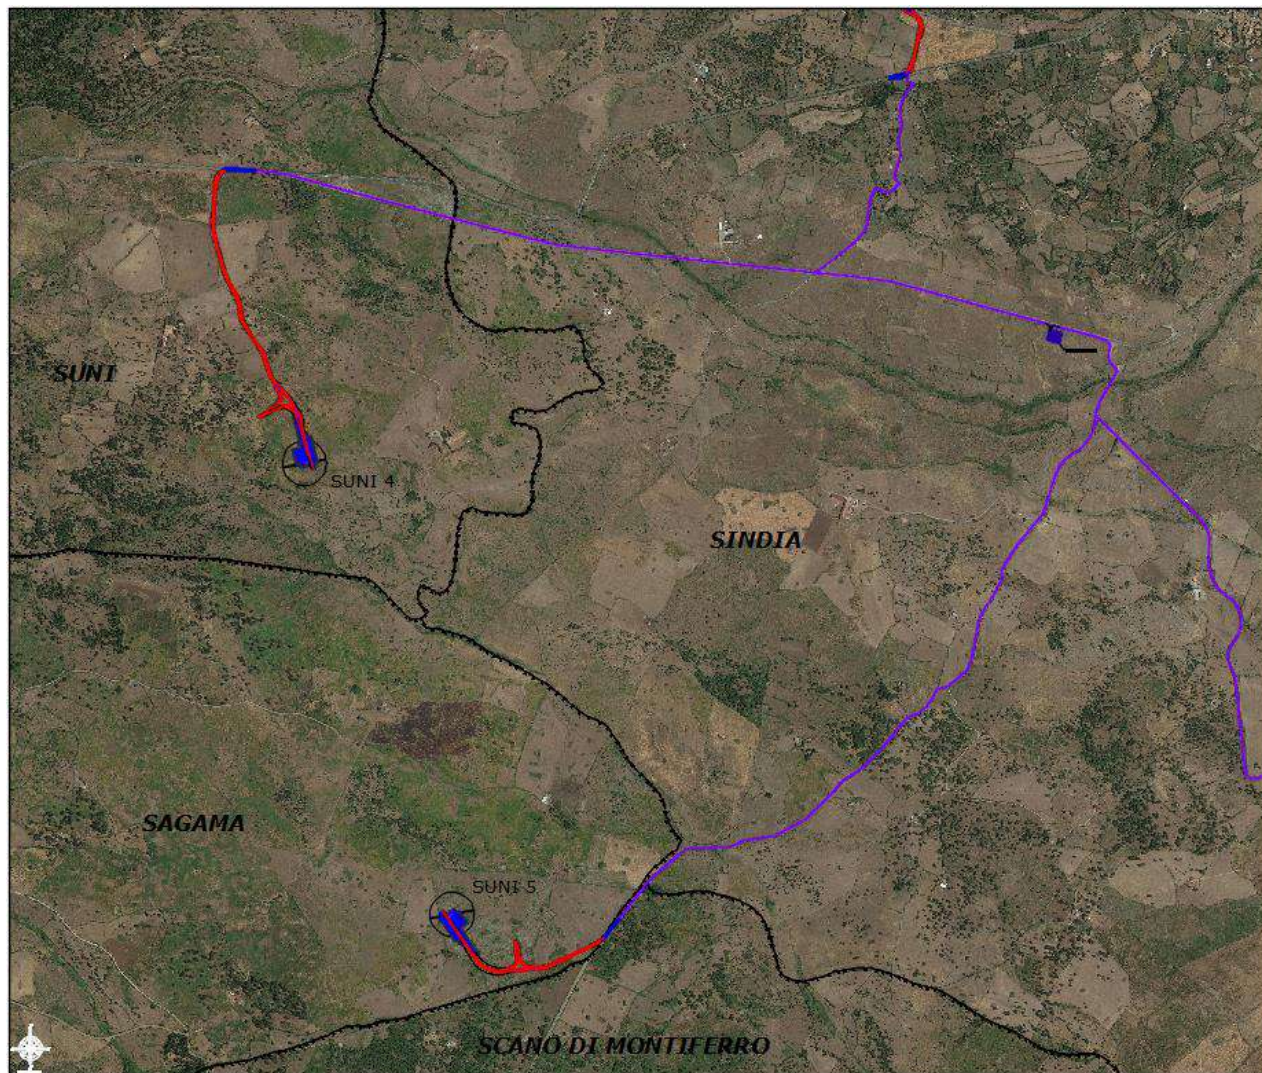 SUNI
SUNI 4
SINDIA
SAGAMA
SUNI 5
SCANO DI MONTIFERRO